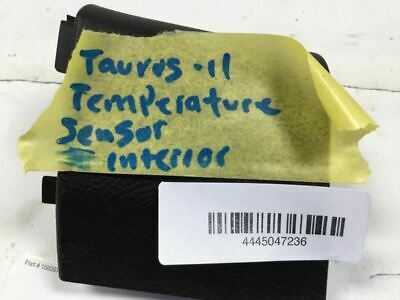 Taurus .11
Temperature
Sensor
interior
4445047236